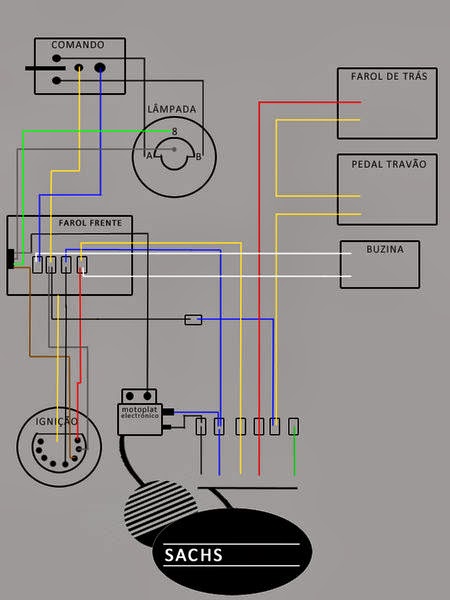 COMANDO
LÂMPADA
8
A B
FAROL DE TRÁS
PEDAL TRAVÃO
FAROL FRENTE
BUZINA
motoplat
electrónico
IGNIÇÃO
SACHS